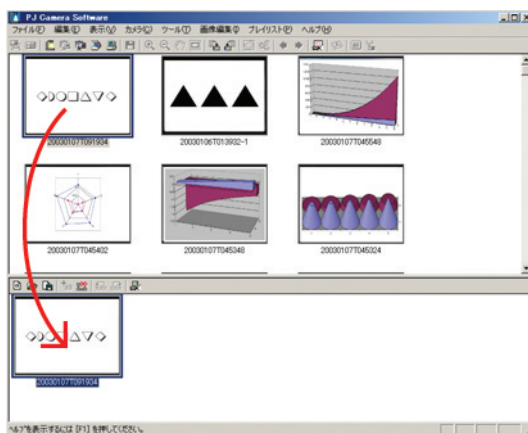 PJ Camera Software
ファイル(F) 編集(E) 表示(V) カメラ(C) ツール(T) 画像編集(I) プレイリスト(P) ヘルプ(H)
20030107T091934
20030106T013932-1
20030107T045548
20030107T045402
20030107T045348
20030107T045324
20030107T091934
ヘルプを表示するには [F1] を押してください。